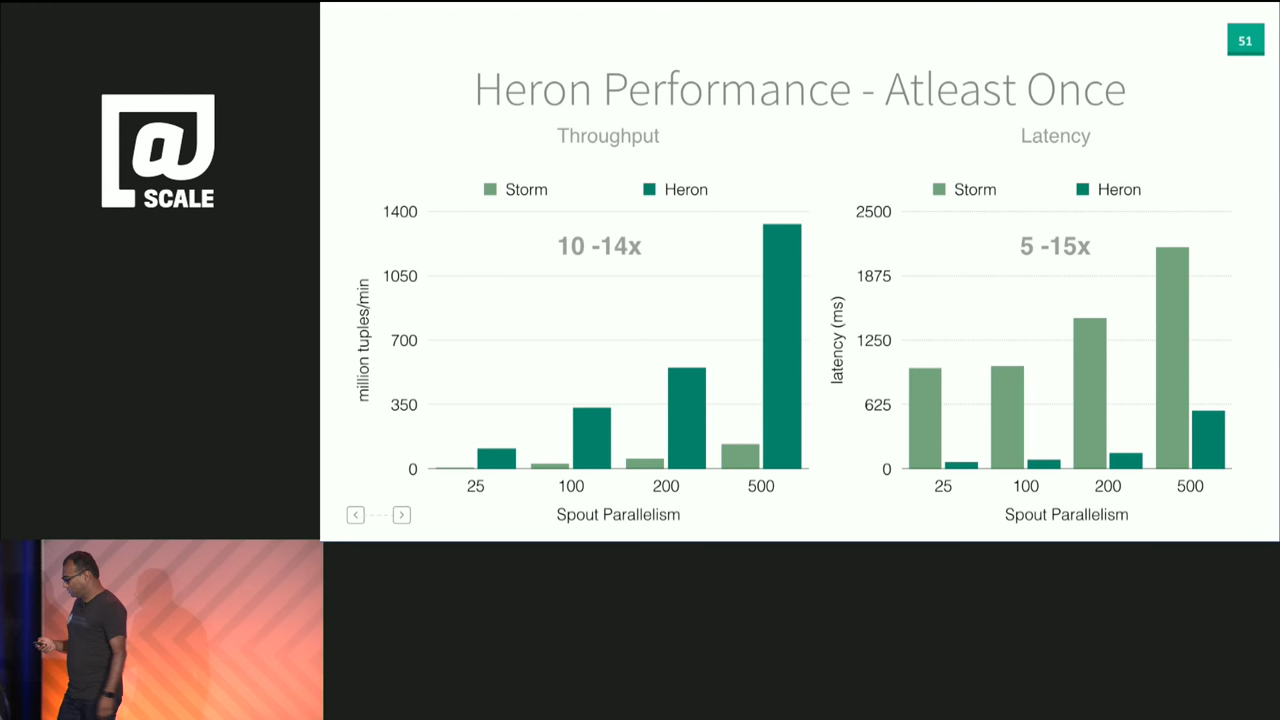 @
SCALE
51
Heron Performance - Atleast Once
Throughput
Storm
Heron
10 -14x
1400
1050
700
350
0
million tuples/min
25
100
200
500
Spout Parallelism
Latency
Storm
Heron
5 -15x
2500
1875
1250
625
0
latency (ms)
25
100
200
500
Spout Parallelism